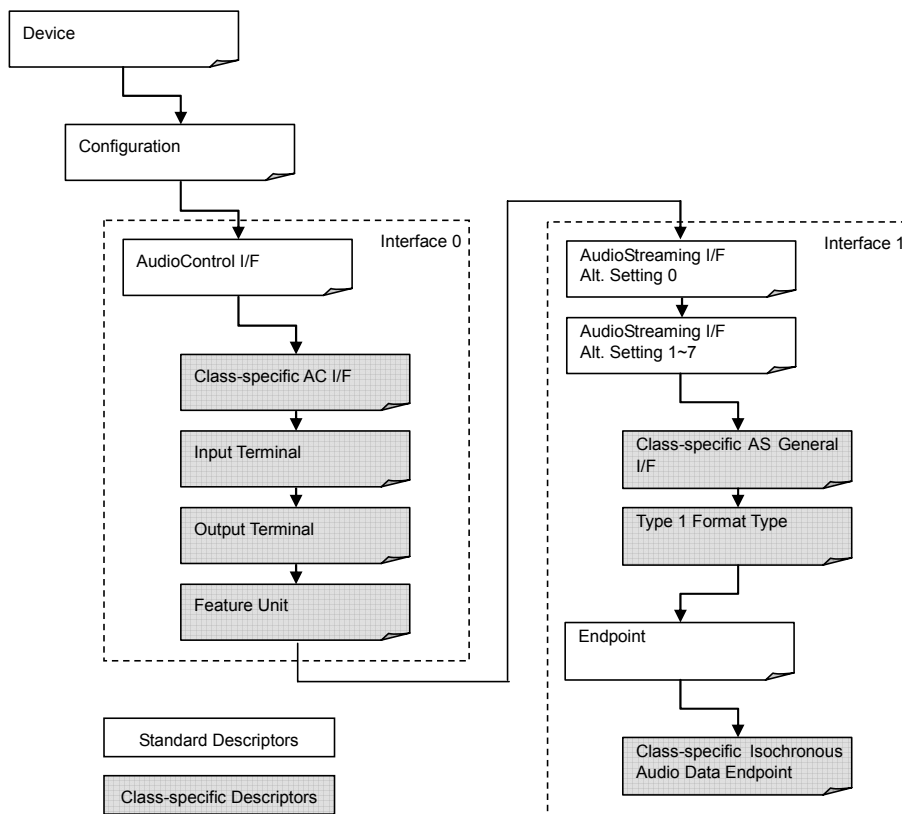 Device
Configuration
Interface 0
AudioControl I/F
Class-specific AC I/F
Input Terminal
Output Terminal
Feature Unit
Interface 1
AudioStreaming I/F
Alt. Setting 0
AudioStreaming I/F
Alt. Setting 1~7
Class-specific AS General
I/F
Type 1 Format Type
Endpoint
Class-specific Isochronous
Audio Data Endpoint
Standard Descriptors
Class-specific Descriptors